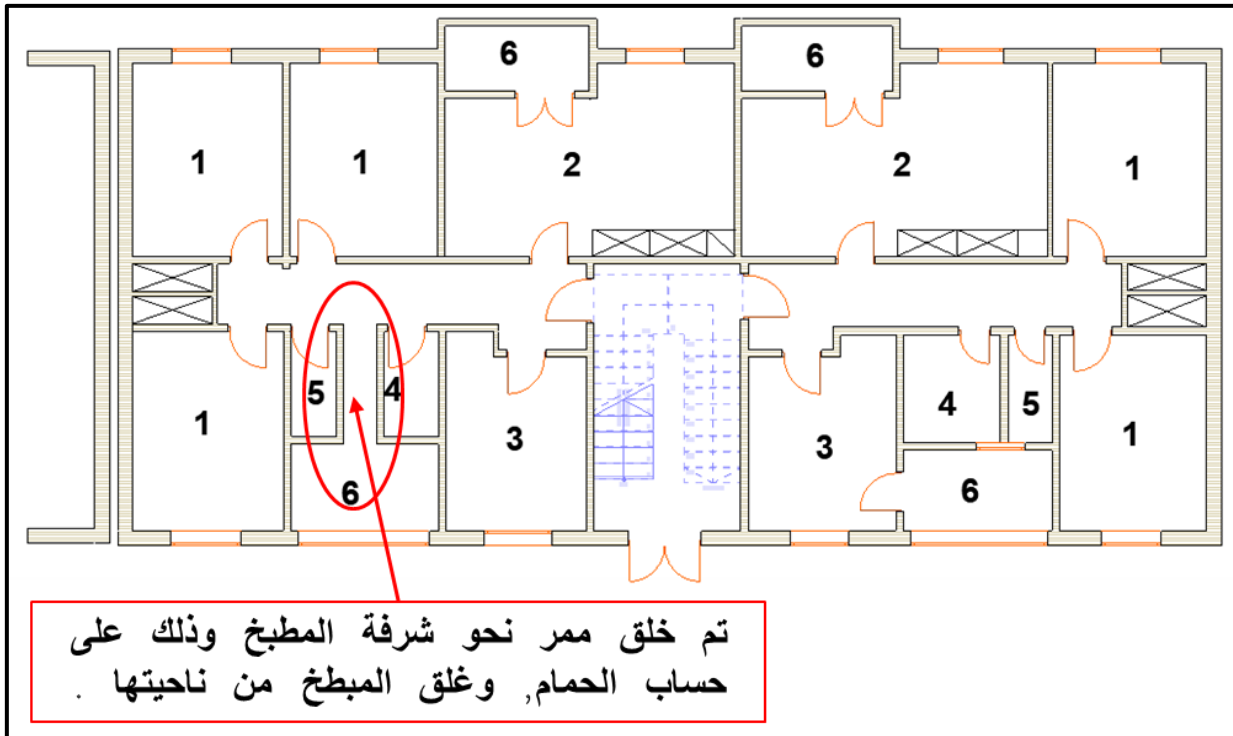 6 6
1 1 2 2 1
5 4 4 5
1 3 3 1
6 6
تم خلق ممر نحو شرفة المطبخ وذلك على
حساب الحمام, وغلق المبطخ من ناحيتها .